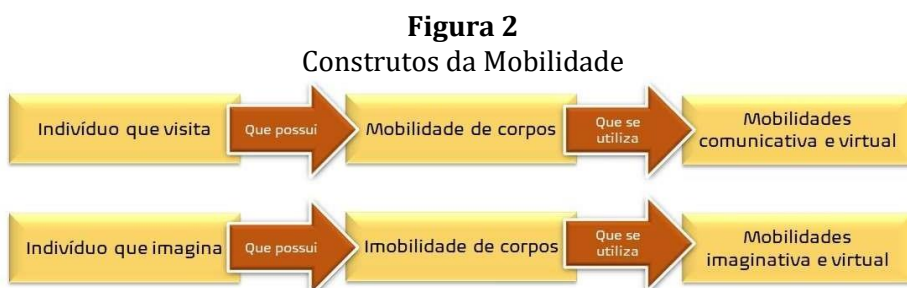 Figura 2
Construtos da Mobilidade
Indivíduo que visita
Que possui
Mobilidade de corpos
Que se
utiliza
Mobilidades
comunicativa e virtual
Indivíduo que imagina
Que possui
Imobilidade de corpos
Que se
utiliza
Mobilidades
imaginativa e virtual